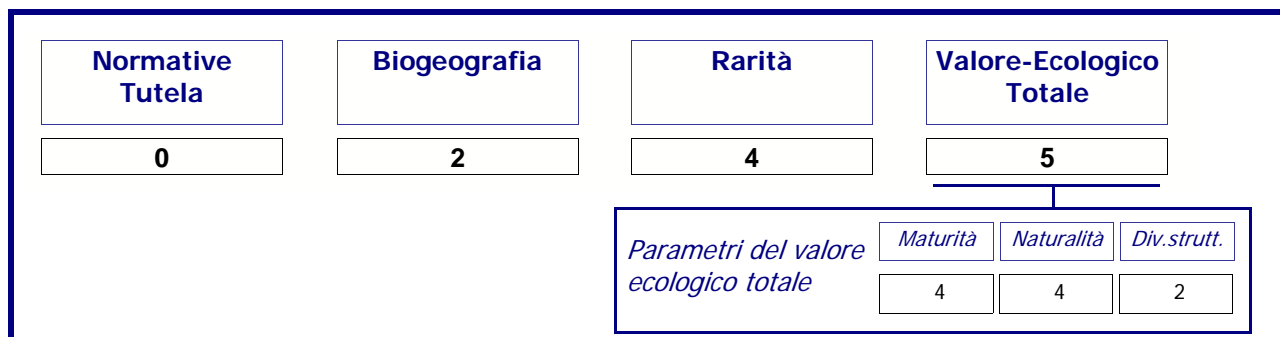 Normative
Tutela
Biogeografia
Rarità
Valore-Ecologico
Totale
0
2
4
5
Parametri del valore
ecologico totale
Maturità
Naturalità
Div.strutt.
4
4
2